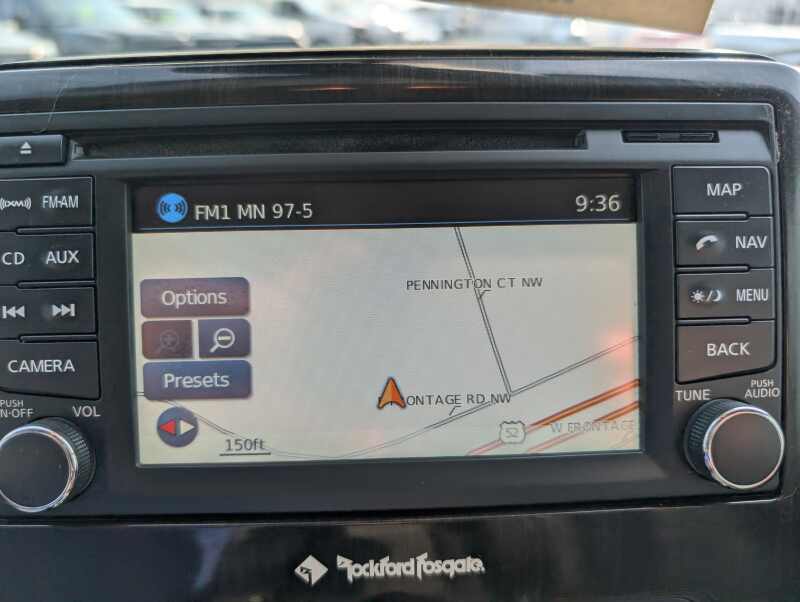 FM1 MN 97-5 9:36
MAP
((XM)) FM-AM
PENNINGTON CT NW
NAV
CD AUX
Options
MENU
CAMERA
BACK
Presets
ONTAGE RD NW
PUSH
N-OFF VOL
TUNE PUSH
AUDIO
52
W FRONTAGE
150ft
Rockford Fosgate